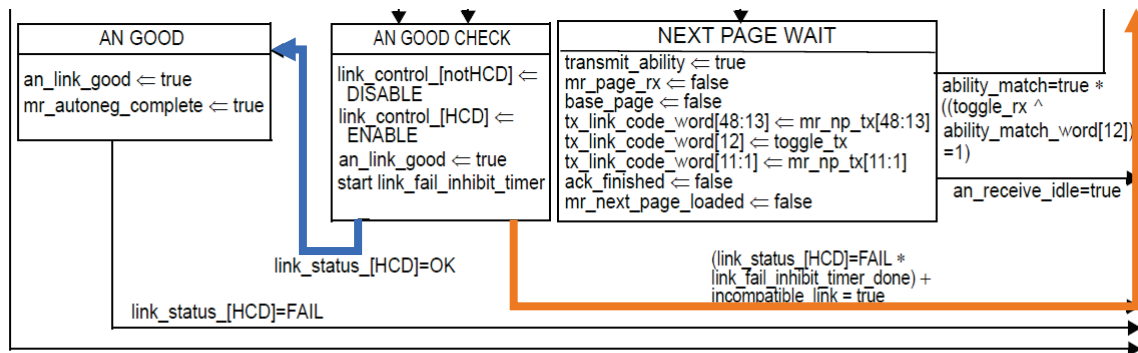 AN GOOD
an_link_good ⇐ true
mr_autoneg_complete ⇐ true
AN GOOD CHECK
link_control_[notHCD] ⇐
DISABLE
link_control_[HCD] ⇐
ENABLE
an_link_good ⇐ true
start link_fail_inhibit_timer
NEXT PAGE WAIT
transmit_ability ⇐ true
mr_page_rx ⇐ false
base_page ⇐ false
tx_link_code_word[48:13] ⇐ mr_np_tx[48:13]
tx_link_code_word[12] ⇐ toggle_tx
tx_link_code_word[11:1] ⇐ mr_np_tx[11:1]
ack_finished ⇐ false
mr_next_page_loaded ⇐ false
ability_match=true *
((toggle_rx ^
ability_match_word[12])
=1)
an_receive_idle=true
link_status_[HCD]=OK
(link_status_[HCD]=FAIL *
link_fail_inhibit_timer_done) +
incompatible_link = true
link_status_[HCD]=FAIL